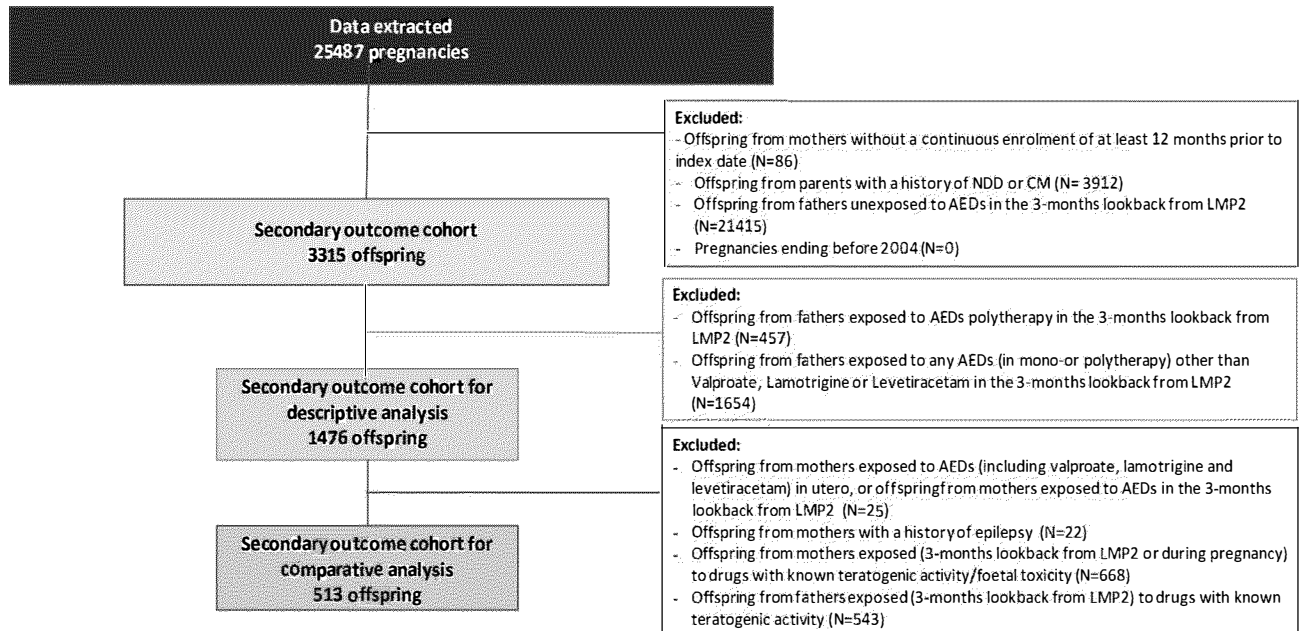 Data extracted
25487 pregnancies
Excluded:
- Offspring from mothers without a continuous enrolment of at least 12 months prior to
index date (N=86)
- Offspring from parents with a history of NDD or CM (N= 3912)
- Offspring from fathers unexposed to AEDs in the 3-months lookback from LMP2
(N=21415)
- Pregnancies ending before 2004 (N=0)
Secondary outcome cohort
3315 offspring
Excluded:
- Offspring from fathers exposed to AEDs polytherapy in the 3-months lookback from
LMP2 (N=457)
- Offspring from fathers exposed to any AEDs (in mono-or polytherapy) other than
Valproate, Lamotrigine or Levetiracetam in the 3-months lookback from LMP2
(N=1654)
Secondary outcome cohort for
descriptive analysis
1476 offspring
Excluded:
- Offspring from mothers exposed to AEDs (including valproate, lamotrigine and
levetiracetam) in utero, or offspring from mothers exposed to AEDs in the 3-months
lookback from LMP2 (N=25)
- Offspring from mothers with a history of epilepsy (N=22)
- Offspring from mothers exposed (3-months lookback from LMP2 or during pregnancy)
to drugs with known teratogenic activity/foetal toxicity (N=668)
- Offspring from fathers exposed (3-months lookback from LMP2) to drugs with known
teratogenic activity (N=543)
Secondary outcome cohort for
comparative analysis
513 offspring